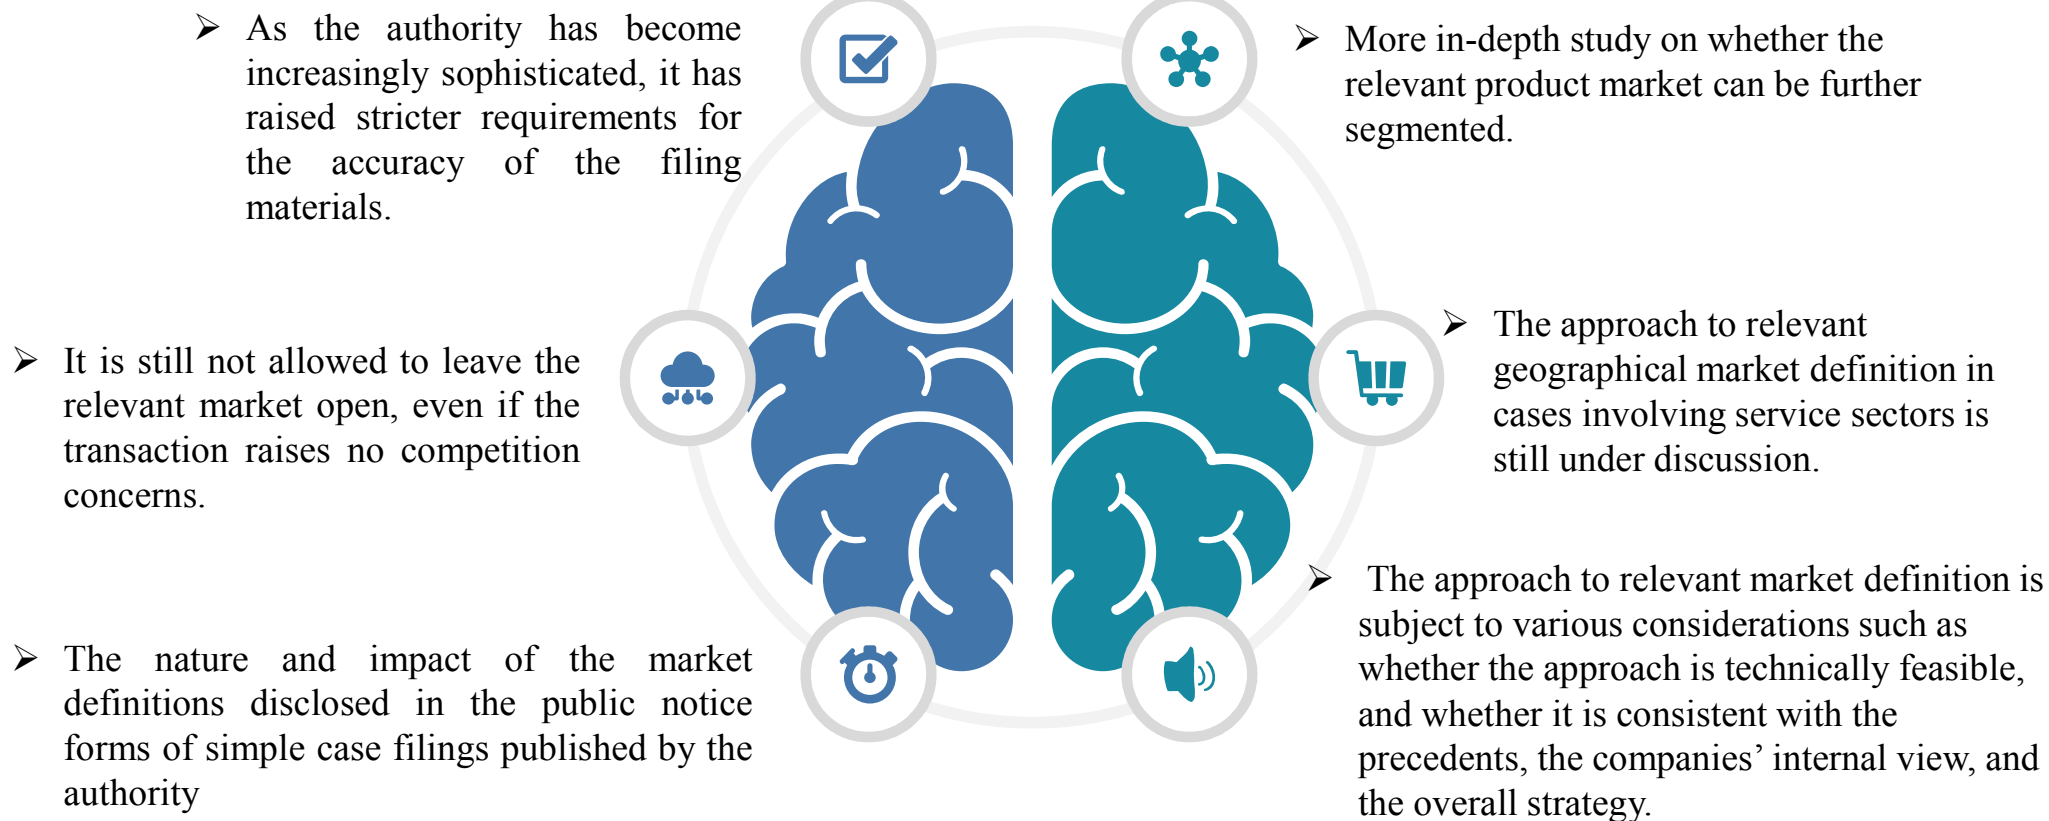 ➢ As the authority has become
increasingly sophisticated, it has
raised stricter requirements for
the accuracy of the filing
materials.
➢ It is still not allowed to leave the
relevant market open, even if the
transaction raises no competition
concerns.
➢ The nature and impact of the market
definitions disclosed in the public notice
forms of simple case filings published by the
authority
➢ More in-depth study on whether the
relevant product market can be further
segmented.
➢ The approach to relevant
geographical market definition in
cases involving service sectors is
still under discussion.
➢ The approach to relevant market definition is
subject to various considerations such as
whether the approach is technically feasible,
and whether it is consistent with the
precedents, the companies’ internal view, and
the overall strategy.